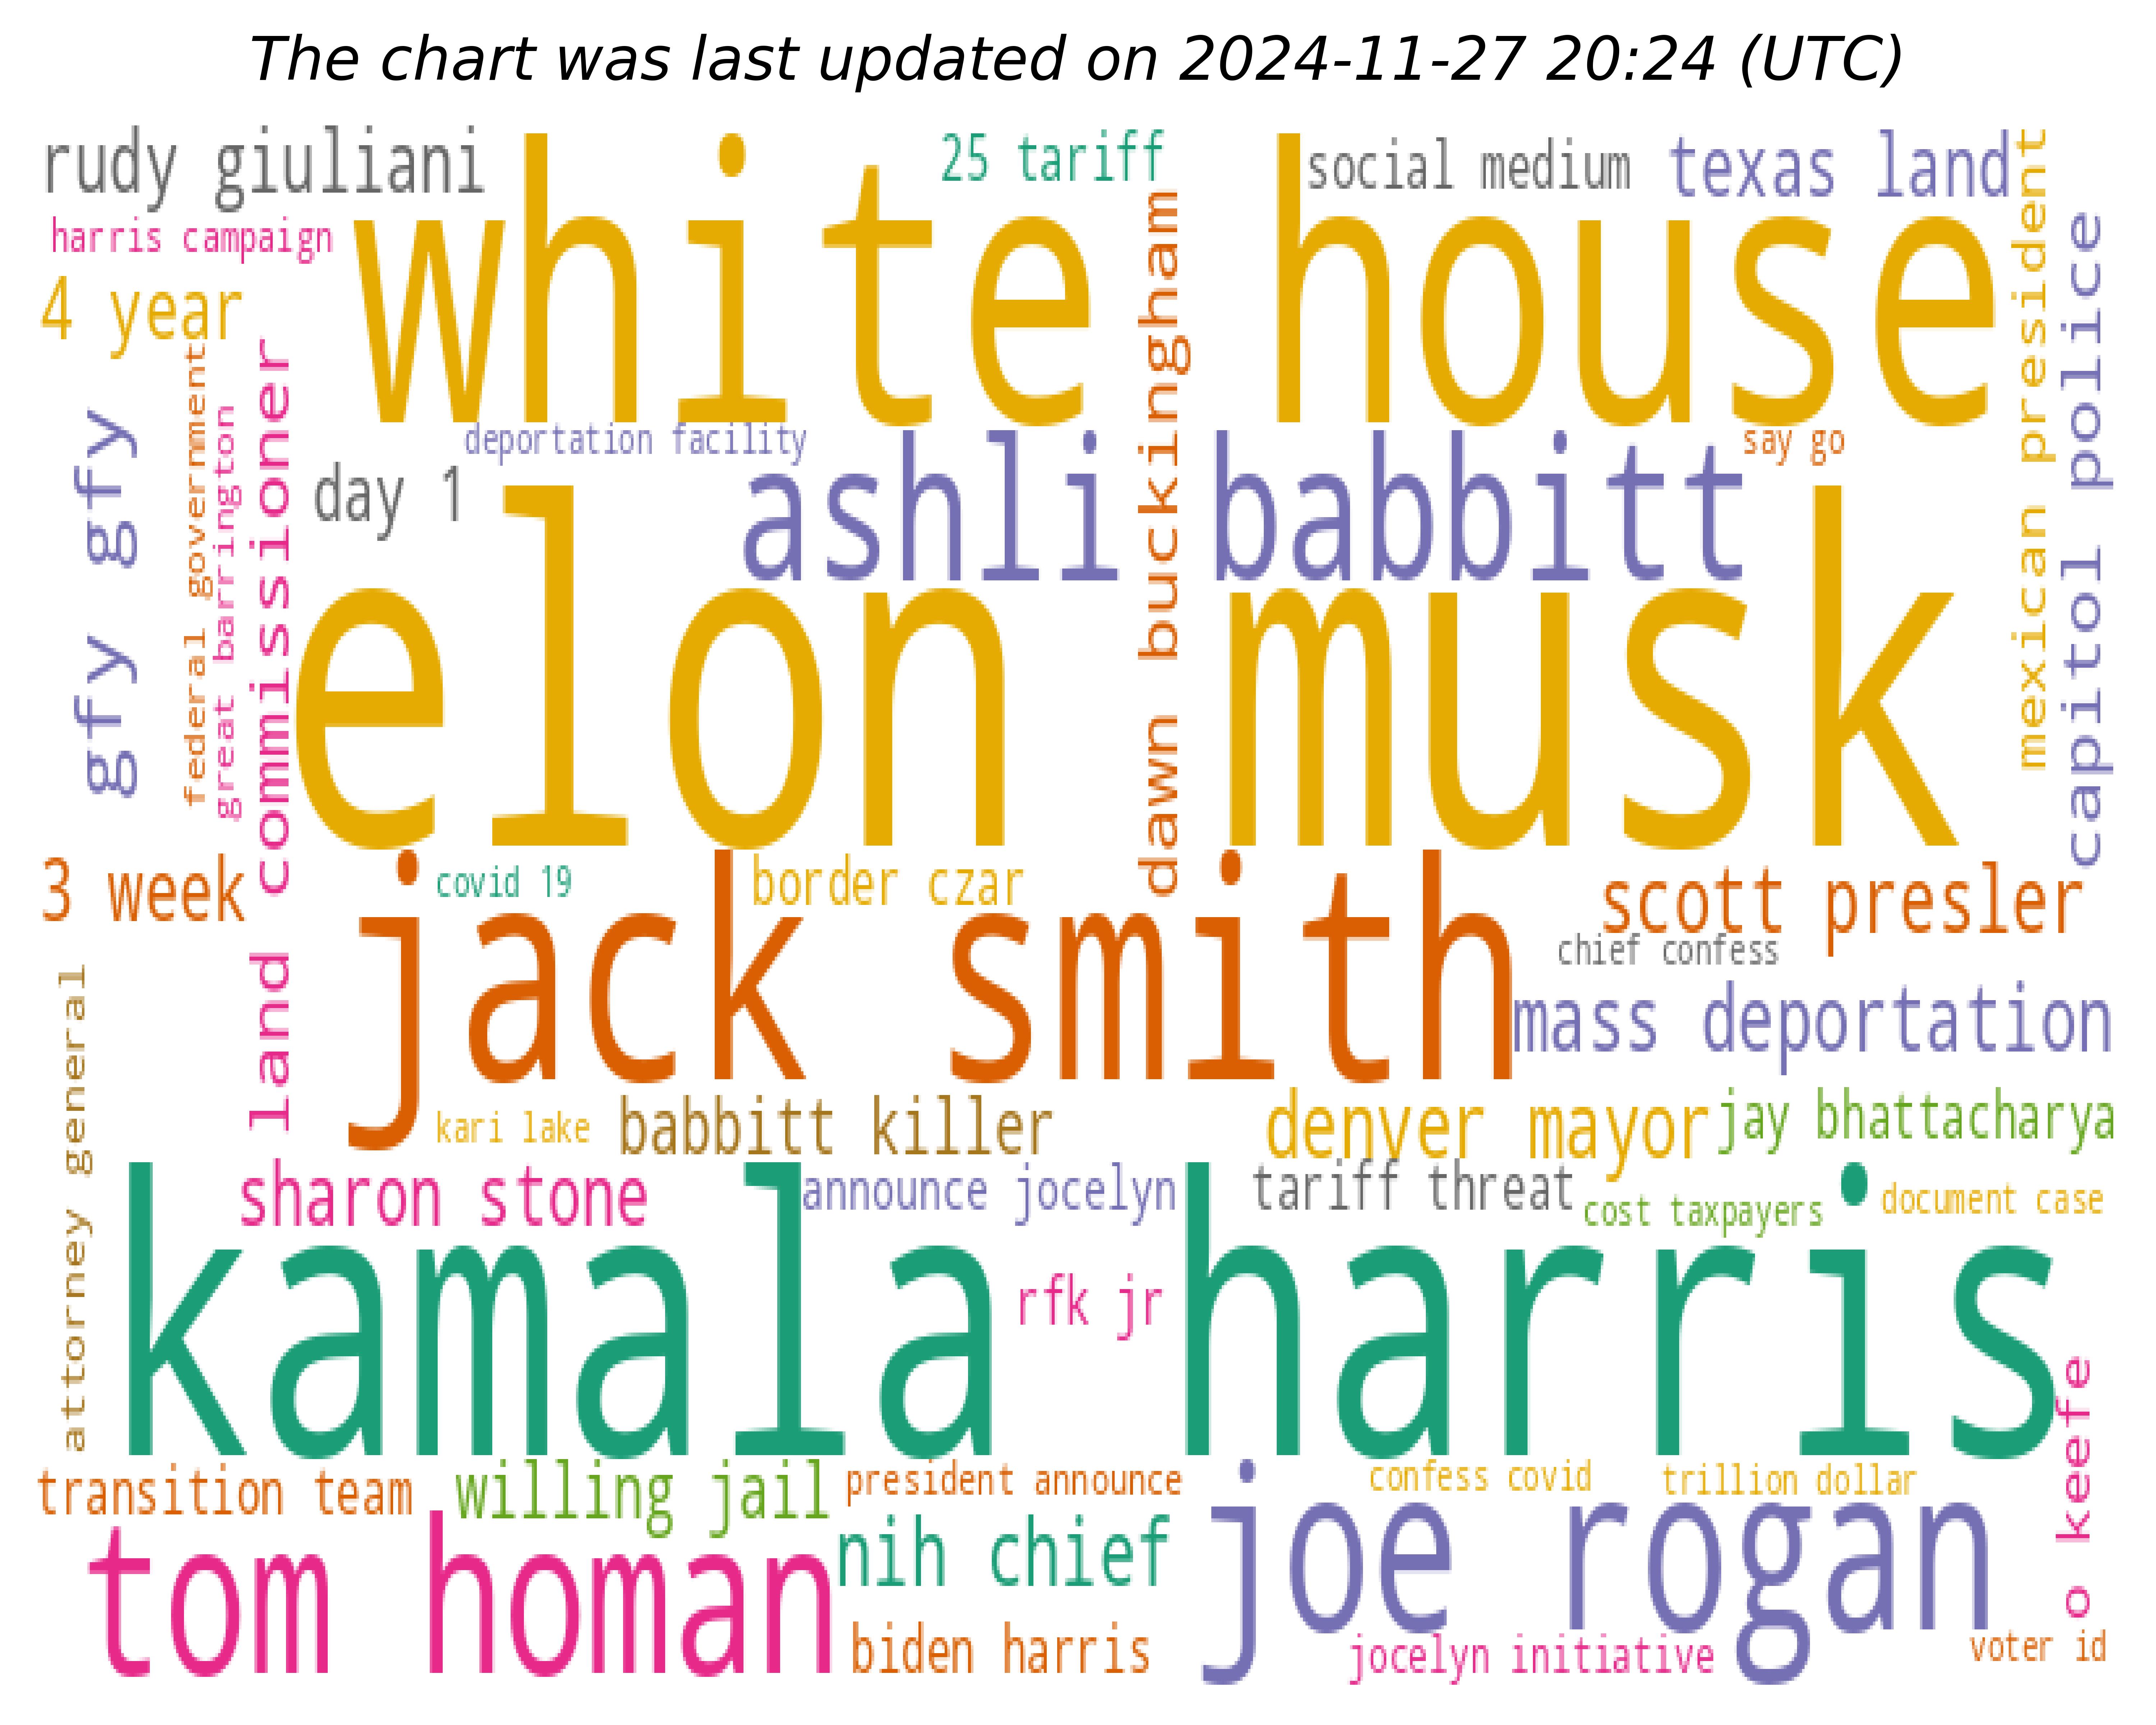 The chart was last updated on 2024-11-27 20:24 (UTC)
rudy giuliani
white house
25 tariff
social medium
texas land
mexican president
capitol police
harris campaign
4 year
gfy gfy
federal government
great barrington
land commissioner
deportation facility
day 1
ashli babbitt
dawn buckingham
say go
elon musk
3 week
covid 19
border czar
jack smith
scott presler
chief confess
mass deportation
attorney general
kari lake
babbitt killer
denver mayor
jay bhattacharya
sharon stone
announce jocelyn
tariff threat
cost taxpayers
document case
kamala harris
rfk jr
o keefe
transition team
willing jail
president announce
confess covid
trillion dollar
tom homan
nih chief
joe rogan
biden harris
jocelyn initiative
voter id